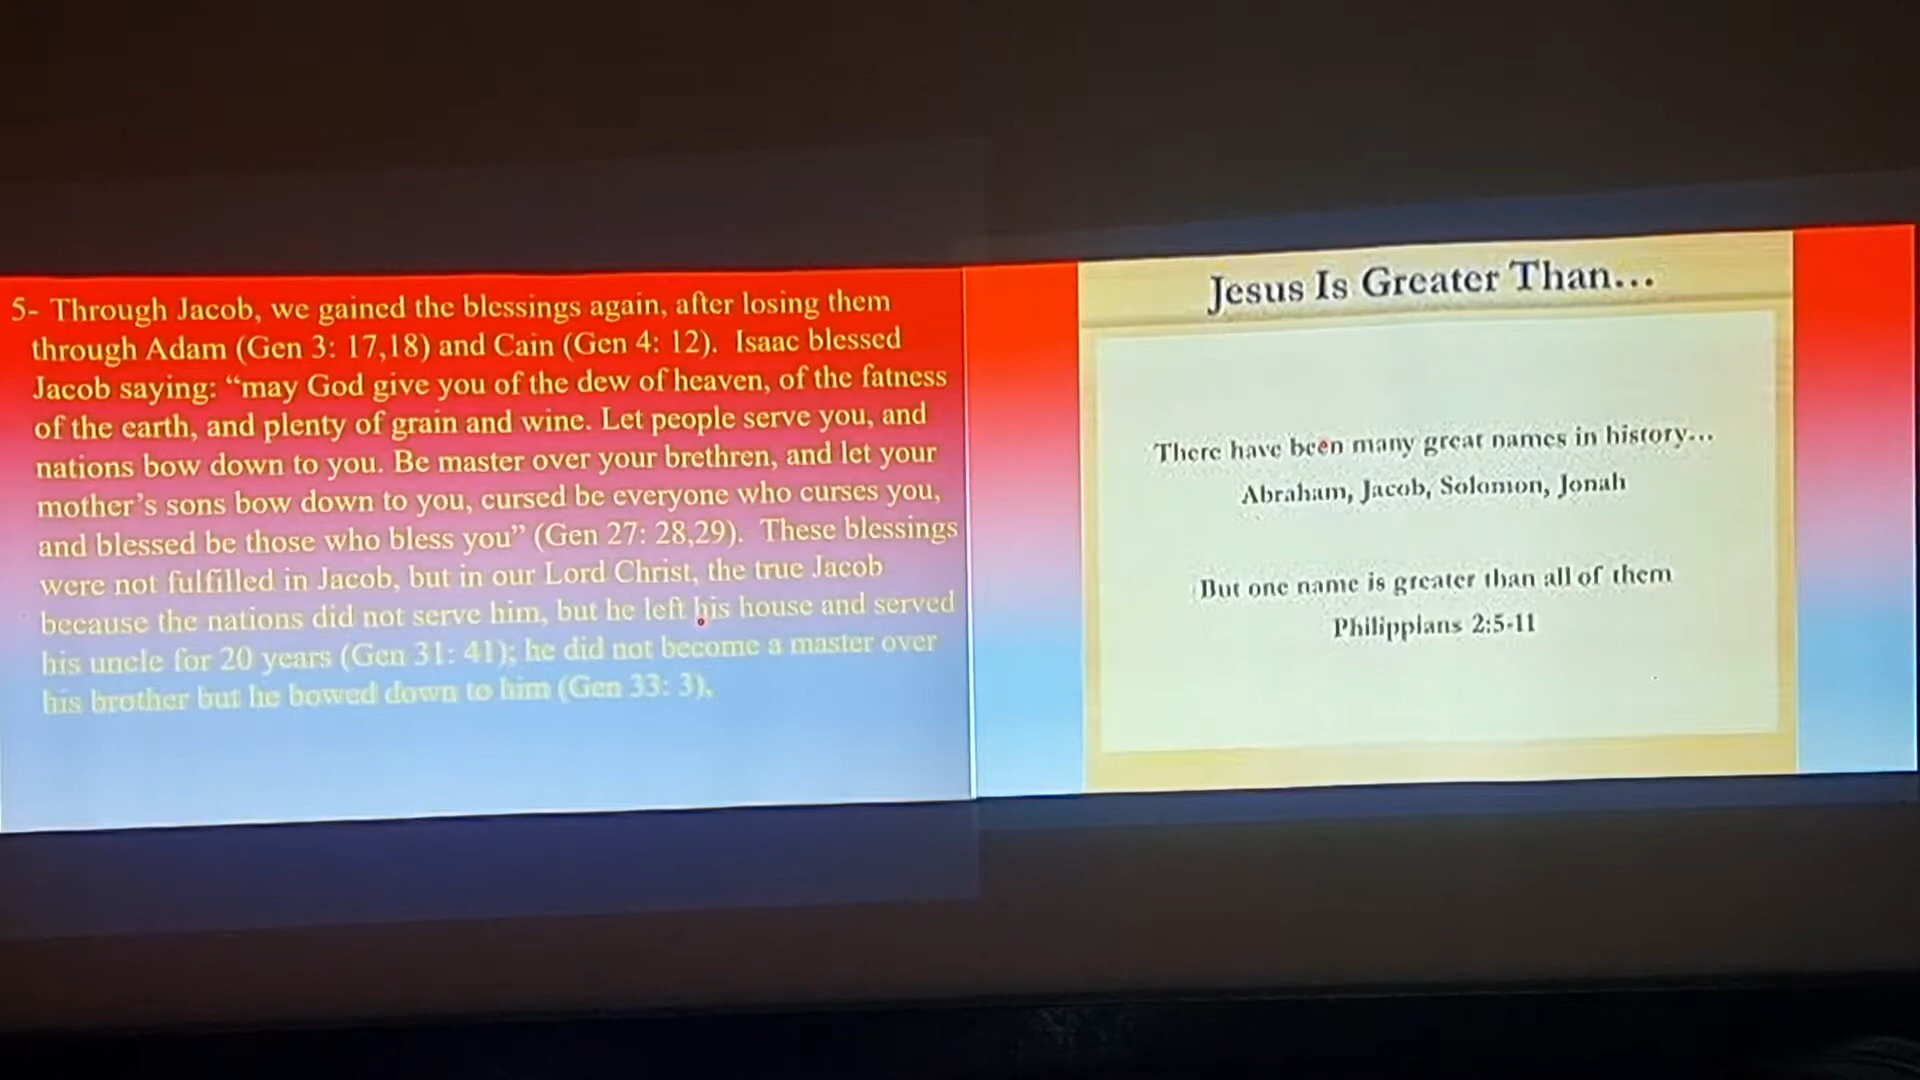 5- Through Jacob, we gained the blessings again, after losing them
through Adam (Gen 3: 17,18) and Cain (Gen 4: 12). Isaac blessed
Jacob saying: “may God give you of the dew of heaven, of the fatness
of the earth, and plenty of grain and wine. Let people serve you, and
nations bow down to you. Be master over your brethren, and let your
mother’s sons bow down to you, cursed be everyone who curses you,
and blessed be those who bless you” (Gen 27: 28,29). These blessings
were not fulfilled in Jacob, but in our Lord Christ, the true Jacob
because the nations did not serve him, but he left his house and served
his uncle for 20 years (Gen 31: 41); he did not become a master over
his brother but he bowed down to him (Gen 33: 3),
Jesus Is Greater Than...
There have been many great names in history...
Abraham, Jacob, Solomon, Jonah
But one name is greater than all of them
Philippians 2:5-11